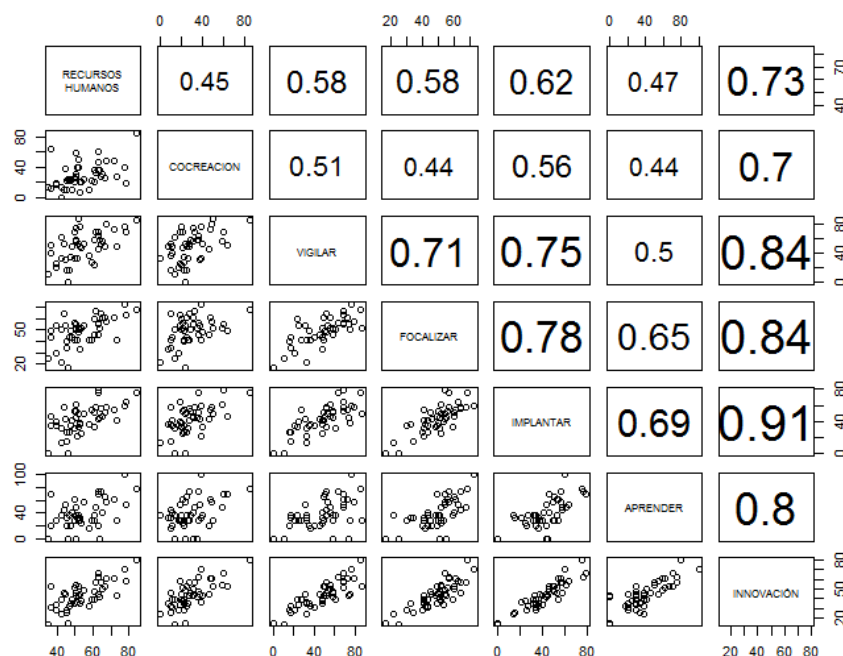 0 40 80 20 40 60 0 40 80
RECURSOS
HUMANOS
0.45 0.58 0.58 0.62 0.47 0.73
40 70
0 40 80
COCREACION
0.51 0.44 0.56 0.44 0.7
VIGILAR
0.71 0.75 0.5 0.84
0 40 80
20 50
FOCALIZAR
0.78 0.65 0.84
IMPLANTAR
0.69 0.91
0 40 80
0 40 100
APRENDER
0.8
INNOVACIÓN
20 50 80
40 60 80 0 40 80 0 40 80 20 40 60 80